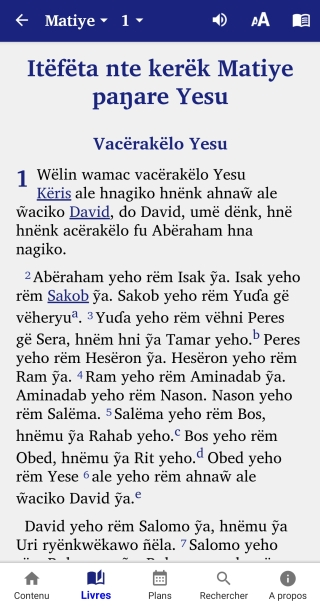 Matiye 1
Itëfëta nte kerëk Matiye
paŋare Yesu
Vacërakëlo Yesu
1 Wëlin wamac vacërakëlo Yesu
Këris ale hnagiko hnënk ahnaw̃ ale
w̃aciko David, do David, umë dënk, hnë
hnënk acërakëlo fu Abëraham hna
nagiko.
2 Abëraham yeho rëm Isak ỹa. Isak yeho
rëm Sakob ỹa. Sakob yeho rëm Yuɗa gë
vëheryuᵃ. 3 Yuɗa yeho rëm vëhni Peres
gë Sera, hnëm hni ỹa Tamar yeho.ᵇ Peres
yeho rëm Hesëron ỹa. Hesëron yeho rëm
Ram ỹa. 4 Ram yeho rëm Aminadab ỹa.
Aminadab yeho rëm Nason. Nason yeho
rëm Salëma. 5 Salëma yeho rëm Bos,
hnëmu ỹa Rahab yeho.ᶜ Bos yeho rëm
Obed, hnëmu ỹa Rit yeho.ᵈ Obed yeho
rëm Yese 6 ale yeho rëm ahnaw̃ ale
w̃aciko David ỹa.ᵉ
David yeho rëm Salomo ỹa, hnëmu ỹa
Uri ryënkwëkawo ñëla. 7 Salomo yeho
Contenu Livres Plans Rechercher A propos